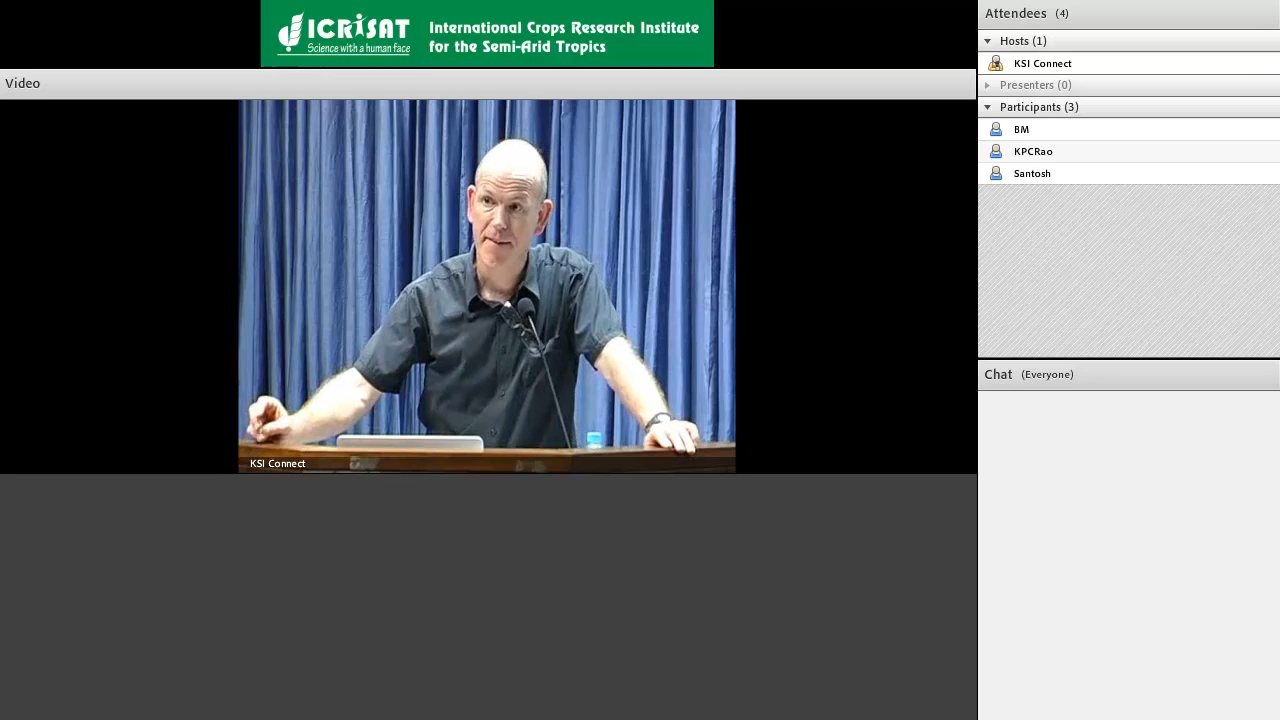 ICRISAT
Science with a human face
International Crops Research Institute
for the Semi-Arid Tropics
Video
KSI Connect
Attendees (4)
Hosts (1)
KSI Connect
Presenters (0)
Participants (3)
BM
KPCRao
Santosh
Chat (Everyone)